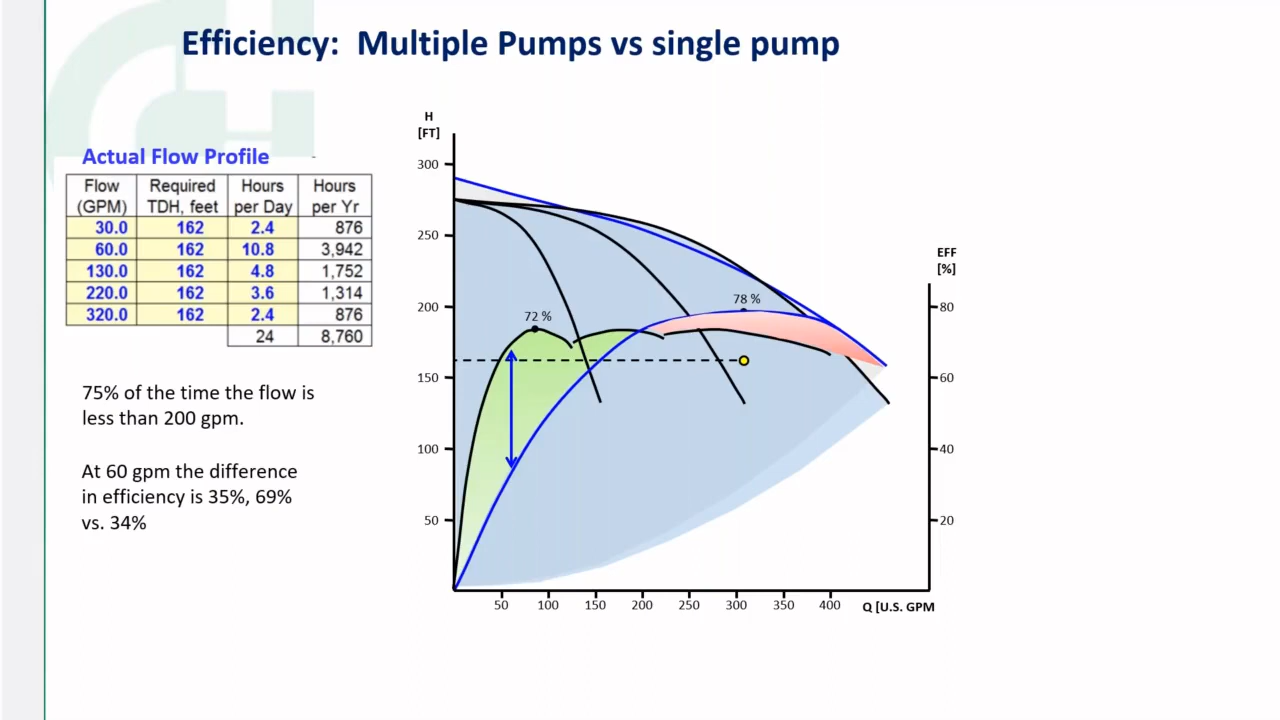 Efficiency:  Multiple Pumps vs single pump
Actual Flow Profile
Flow (GPM) Required TDH, feet Hours per Day Hours per Yr
30.0 162 2.4 876
60.0 162 10.8 3,942
130.0 162 4.8 1,752
220.0 162 3.6 1,314
320.0 162 2.4 876
24 8,760
75% of the time the flow is
less than 200 gpm.
At 60 gpm the difference
in efficiency is 35%, 69%
vs. 34%
H
[FT]
300
250
200
150
100
50
72 %
78 %
EFF
[%]
80
60
40
20
50 100 150 200 250 300 350 400 Q [U.S. GPM